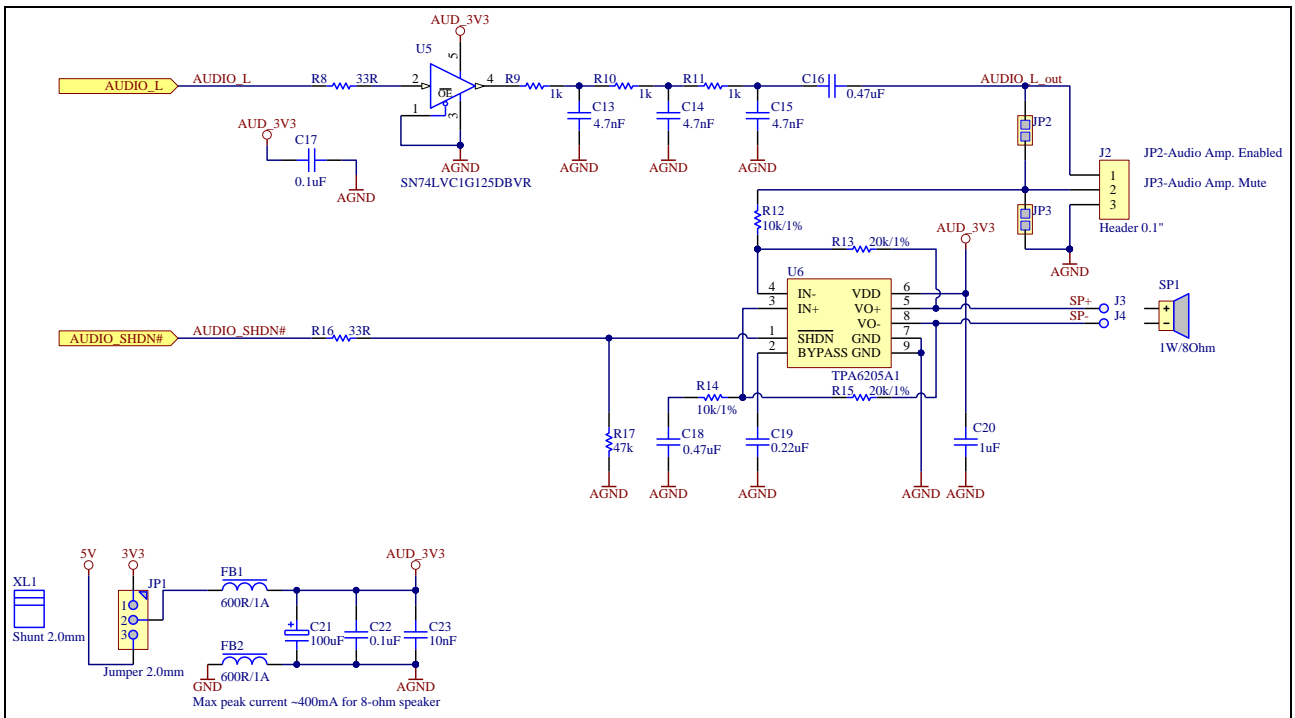 AUD_3V3
U5
AUDIO_L
AUDIO_L
R8 33R
2
5
OE
4
1
3
R9
1k
R10
1k
R11
1k
C16
0.47uF
AUDIO_L_out
C13
4.7nF
C14
4.7nF
C15
4.7nF
AGND
AGND
AGND
AGND
SN74LVC1G125DBVR
AUD_3V3
C17
0.1uF
AGND
JP2
JP3
J2
1
2
3
Header 0.1"
AGND
JP2-Audio Amp. Enabled
JP3-Audio Amp. Mute
R12
10k/1%
R13 20k/1%
AUD_3V3
U6
4 IN-
3 IN+
1 SHDN
2 BYPASS
VDD 6
VO+ 5
VO- 8
GND 7
GND 9
TPA6205A1
SP+
SP-
J3
J4
SP1
+
−
1W/8Ohm
AUDIO_SHDN#
AUDIO_SHDN#
R16 33R
R14
10k/1%
R15 20k/1%
R17
47k
C18
0.47uF
C19
0.22uF
C20
1uF
AGND
AGND
AGND
AGND
AGND
XL1
Shunt 2.0mm
5V
3V3
JP1
1
2
3
Jumper 2.0mm
FB1
600R/1A
FB2
600R/1A
GND
AUD_3V3
+
C21
100uF
C22
0.1uF
C23
10nF
AGND
Max peak current ~400mA for 8-ohm speaker